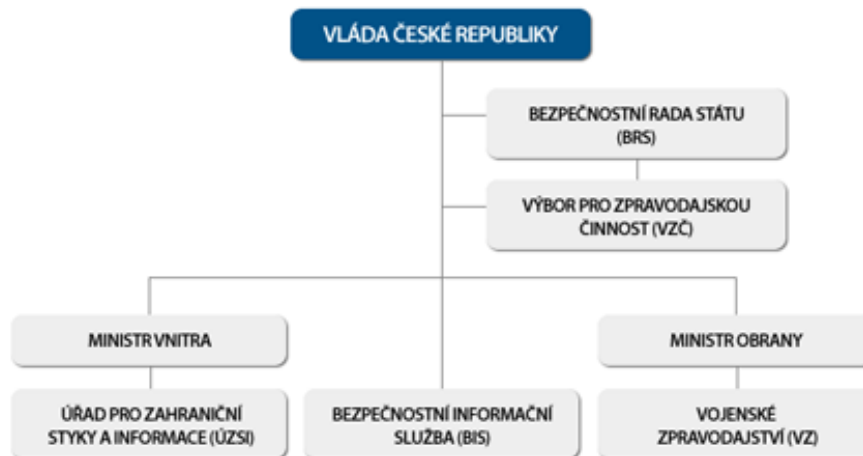 VLÁDA ČESKÉ REPUBLIKY
BEZPEČNOSTNÍ RADA STÁTU
(BRS)
VÝBOR PRO ZPRAVODAJSKOU
ČINNOST (VZČ)
MINISTR VNITRA
MINISTR OBRANY
ÚŘAD PRO ZAHRANIČNÍ
STYKY A INFORMACE (ÚZSI)
BEZPEČNOSTNÍ INFORMAČNÍ
SLUŽBA (BIS)
VOJENSKÉ
ZPRAVODAJSTVÍ (VZ)